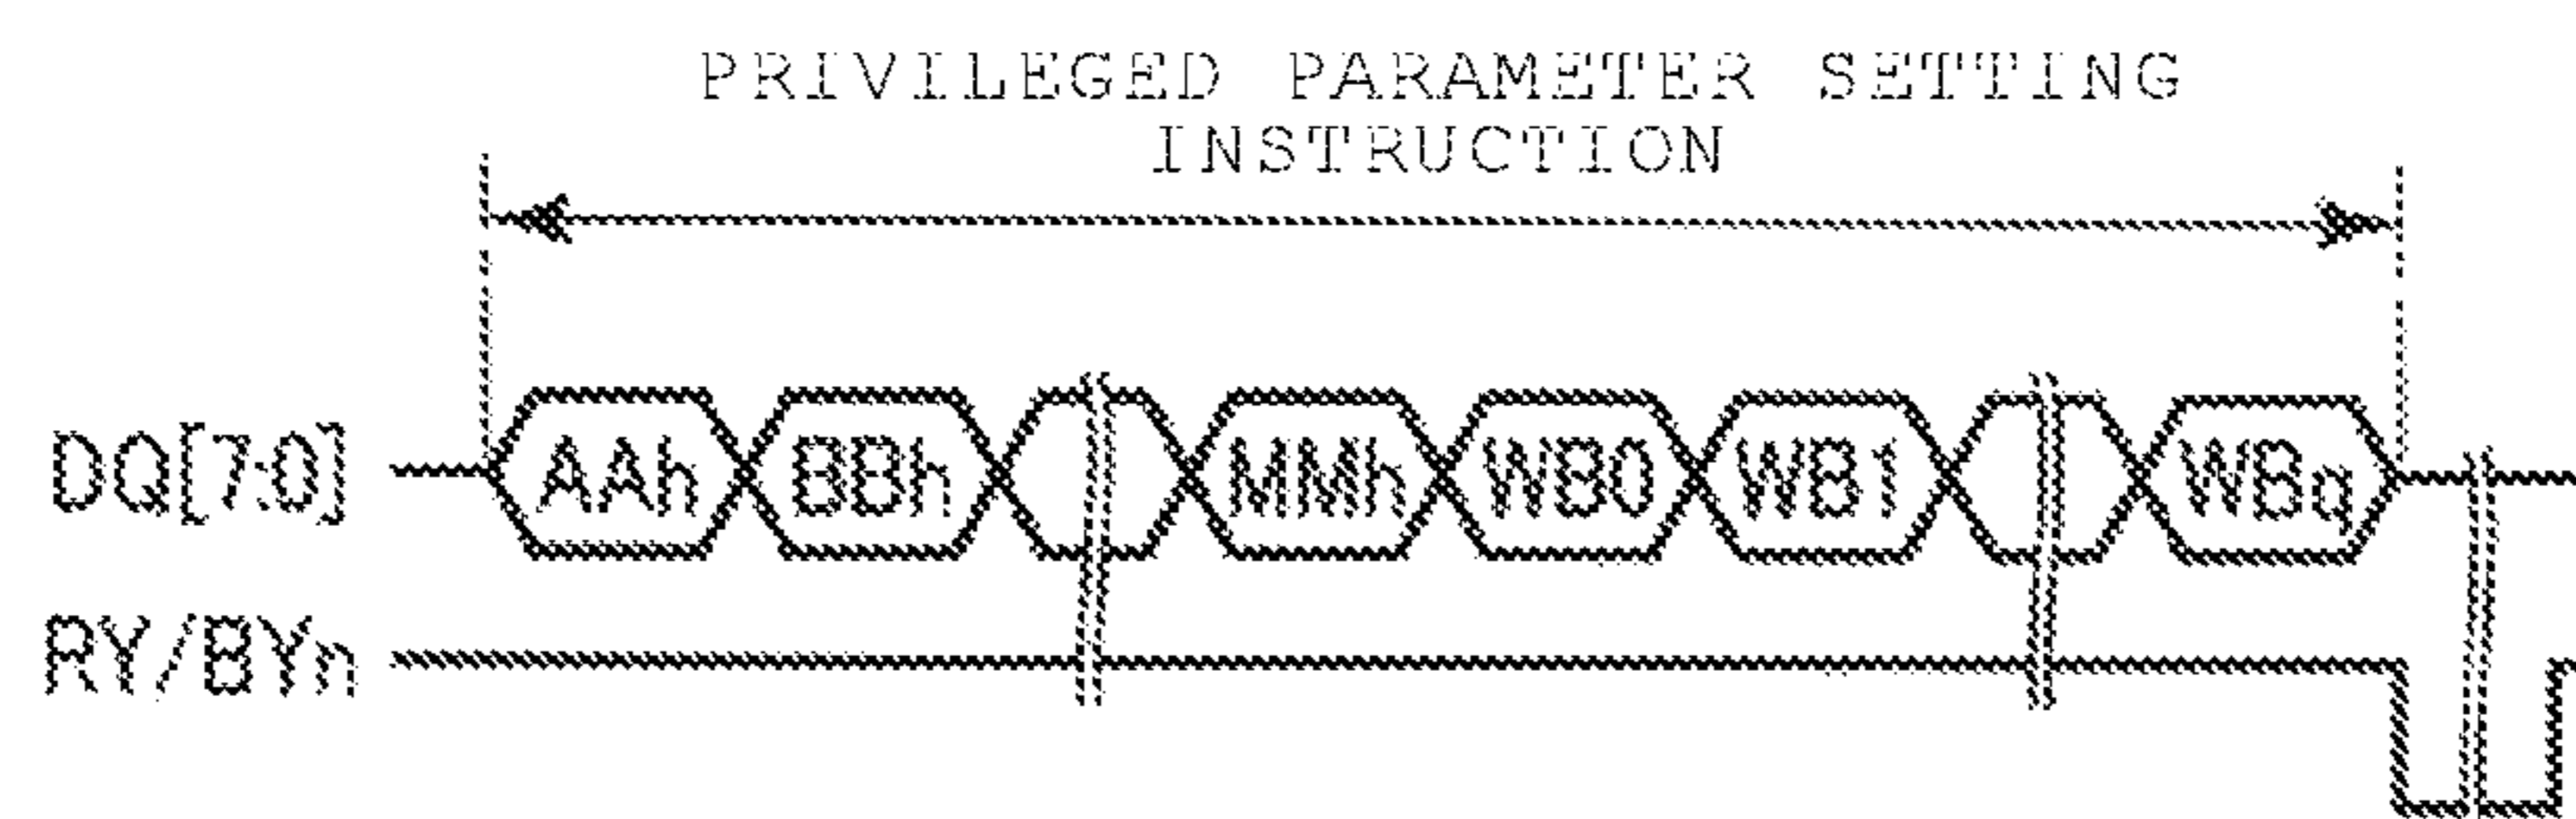 PRIVILEGED PARAMETER SETTING
INSTRUCTION
DQ[7:0] AAh BBh MMh WB0 WB1 WBq
RY/BYn